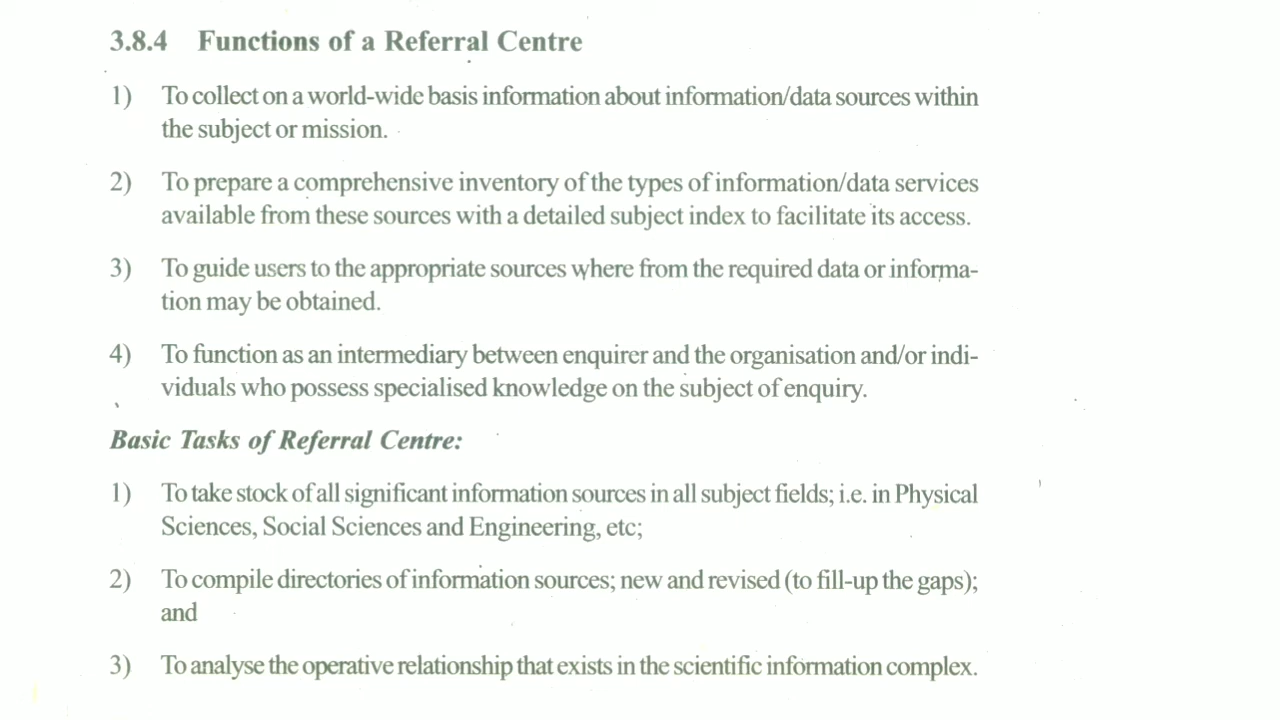 3.8.4 Functions of a Referral Centre
1) To collect on a world-wide basis information about information/data sources within
the subject or mission.
2) To prepare a comprehensive inventory of the types of information/data services
available from these sources with a detailed subject index to facilitate its access.
3) To guide users to the appropriate sources where from the required data or informa-
tion may be obtained.
4) To function as an intermediary between enquirer and the organisation and/or indi-
viduals who possess specialised knowledge on the subject of enquiry.
Basic Tasks of Referral Centre:
1) To take stock of all significant information sources in all subject fields; i.e. in Physical
Sciences, Social Sciences and Engineering, etc;
2) To compile directories of information sources; new and revised (to fill-up the gaps);
and
3) To analyse the operative relationship that exists in the scientific information complex.